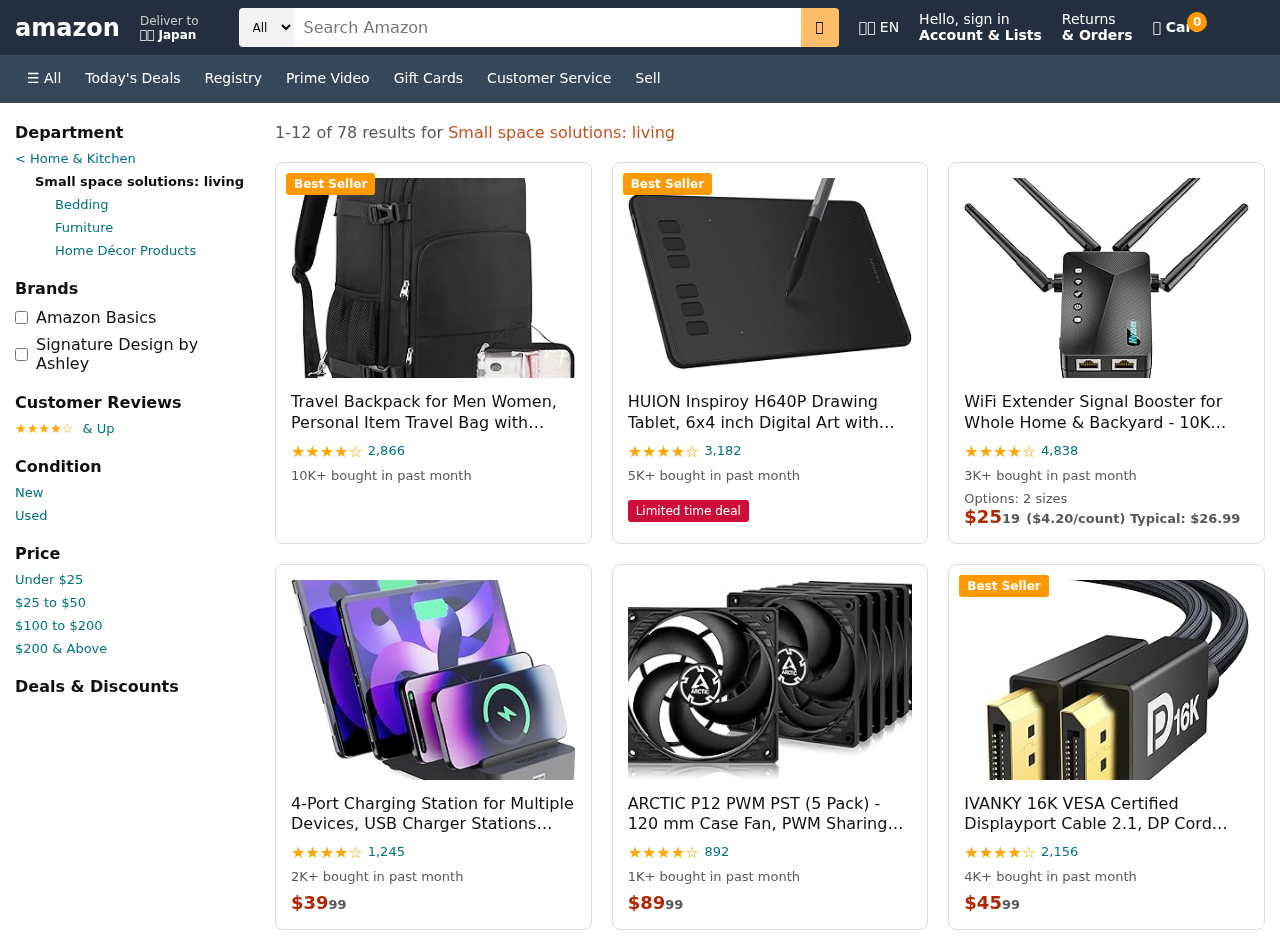 amazon
Deliver to
Japan
All
Search Amazon
EN
Hello, sign in
Account & Lists
Returns
& Orders
0
☰ All
Today's Deals
Registry
Prime Video
Gift Cards
Customer Service
Sell
Department
< Home & Kitchen
Small space solutions: living
Bedding
Furniture
Home Décor Products
Brands
Amazon Basics
Signature Design by
Ashley
Customer Reviews
★★★★☆ & Up
Condition
New
Used
Price
Under $25
$25 to $50
$100 to $200
$200 & Above
Deals & Discounts
1-12 of 78 results for Small space solutions: living
Best Seller
Travel Backpack for Men Women,
Personal Item Travel Bag with...
★★★★☆ 2,866
10K+ bought in past month
Best Seller
HUION Inspiroy H640P Drawing
Tablet, 6x4 inch Digital Art with...
★★★★☆ 3,182
5K+ bought in past month
Limited time deal
WiFi Extender Signal Booster for
Whole Home & Backyard - 10K...
★★★★☆ 4,838
3K+ bought in past month
Options: 2 sizes
$25 19 ($4.20/count) Typical: $26.99
4-Port Charging Station for Multiple
Devices, USB Charger Stations...
★★★★☆ 1,245
2K+ bought in past month
$39 99
ARCTIC
ARCTIC
ARCTIC P12 PWM PST (5 Pack) -
120 mm Case Fan, PWM Sharing...
★★★★☆ 892
1K+ bought in past month
$89 99
Best Seller
16K
IVANKY 16K VESA Certified
Displayport Cable 2.1, DP Cord...
★★★★☆ 2,156
4K+ bought in past month
$45 99